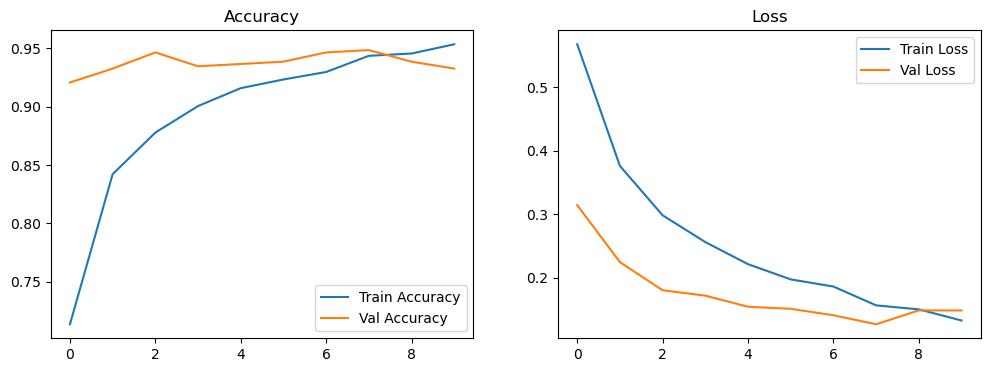 Accuracy
0.95
0.90
0.85
0.80
0.75
Train Accuracy
Val Accuracy
0 2 4 6 8
Loss
0.5
0.4
0.3
0.2
Train Loss
Val Loss
0 2 4 6 8